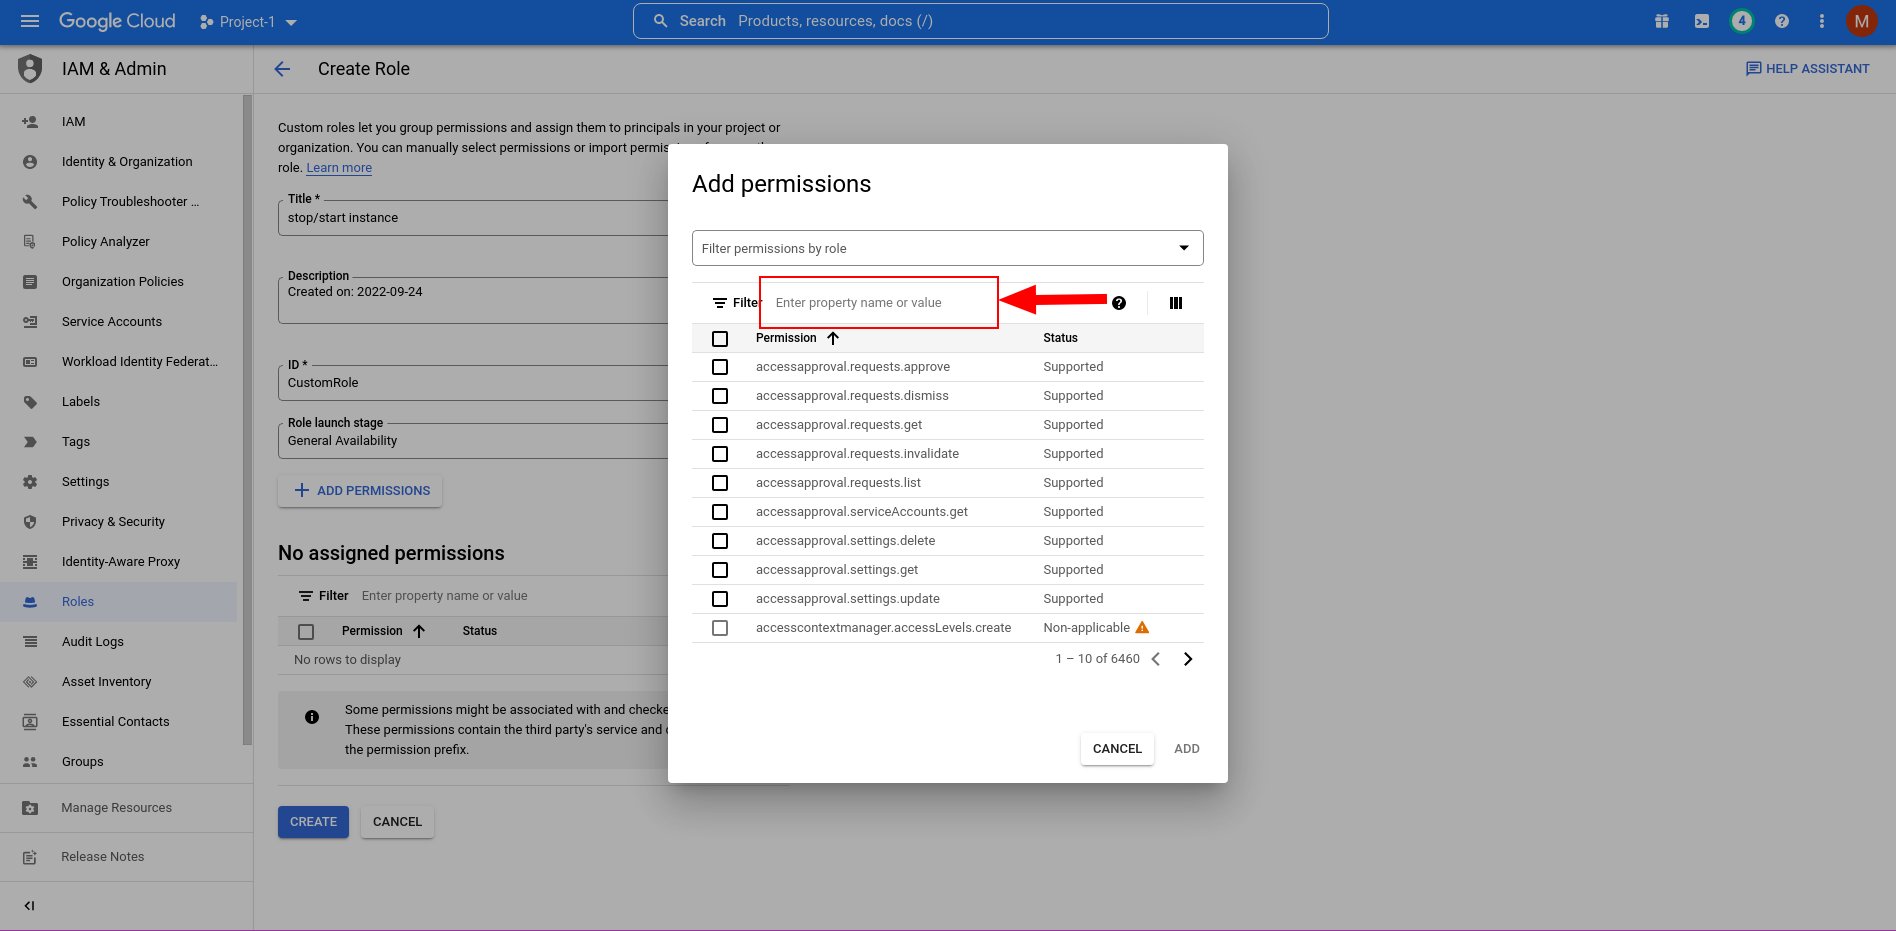 Google Cloud
Project-1
Search Products, resources, docs (/)
4
M
IAM & Admin
Create Role
HELP ASSISTANT
IAM
Identity & Organization
Policy Troubleshooter ...
Policy Analyzer
Organization Policies
Service Accounts
Workload Identity Federat...
Labels
Tags
Settings
Privacy & Security
Identity-Aware Proxy
Roles
Audit Logs
Asset Inventory
Essential Contacts
Groups
Manage Resources
Release Notes
Custom roles let you group permissions and assign them to principals in your project or
organization. You can manually select permissions or import
role. Learn more
Title *
stop/start instance
Description
Created on: 2022-09-24
ID *
CustomRole
Role launch stage
General Availability
ADD PERMISSIONS
No assigned permissions
Filter Enter property name or value
Permission Status
No rows to display
Some permissions might be associated with and checke
These permissions contain the third party's service and
the permission prefix.
CREATE CANCEL
Add permissions
Filter permissions by role
Filter Enter property name or value
Permission Status
accessapproval.requests.approve Supported
accessapproval.requests.dismiss Supported
accessapproval.requests.get Supported
accessapproval.requests.invalidate Supported
accessapproval.requests.list Supported
accessapproval.serviceAccounts.get Supported
accessapproval.settings.delete Supported
accessapproval.settings.get Supported
accessapproval.settings.update Supported
accesscontextmanager.accessLevels.create Non-applicable
1 – 10 of 6460
CANCEL ADD